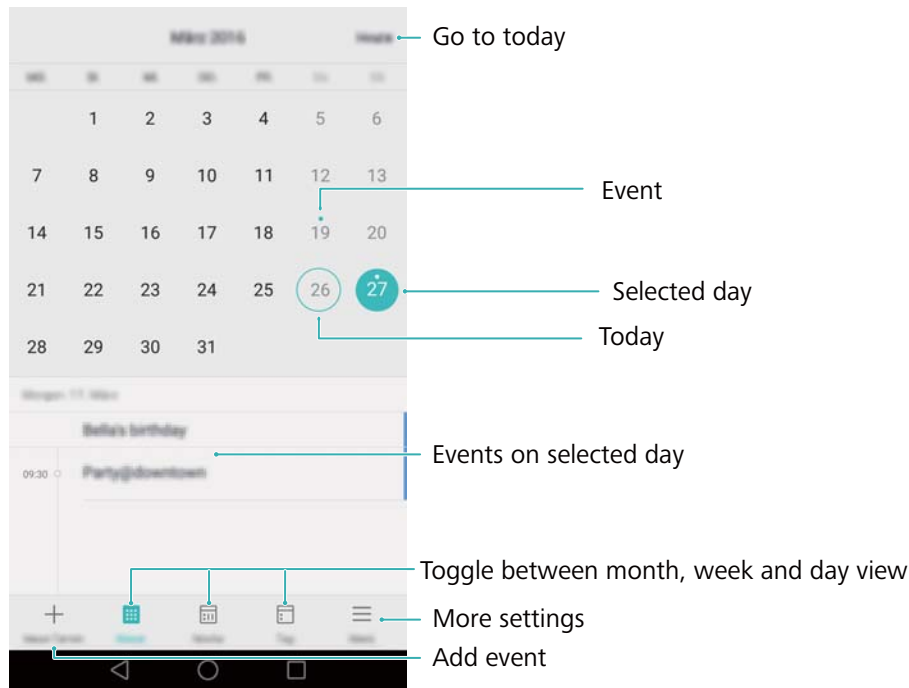 März 2016
Go to today
1 2 3 4 5 6
7 8 9 10 11 12 13
Event
14 15 16 17 18 19 20
21 22 23 24 25 26 27
Selected day
Today
28 29 30 31
Bella's birthday
Events on selected day
09:30 Party@downtown
Toggle between month, week and day view
More settings
Add event